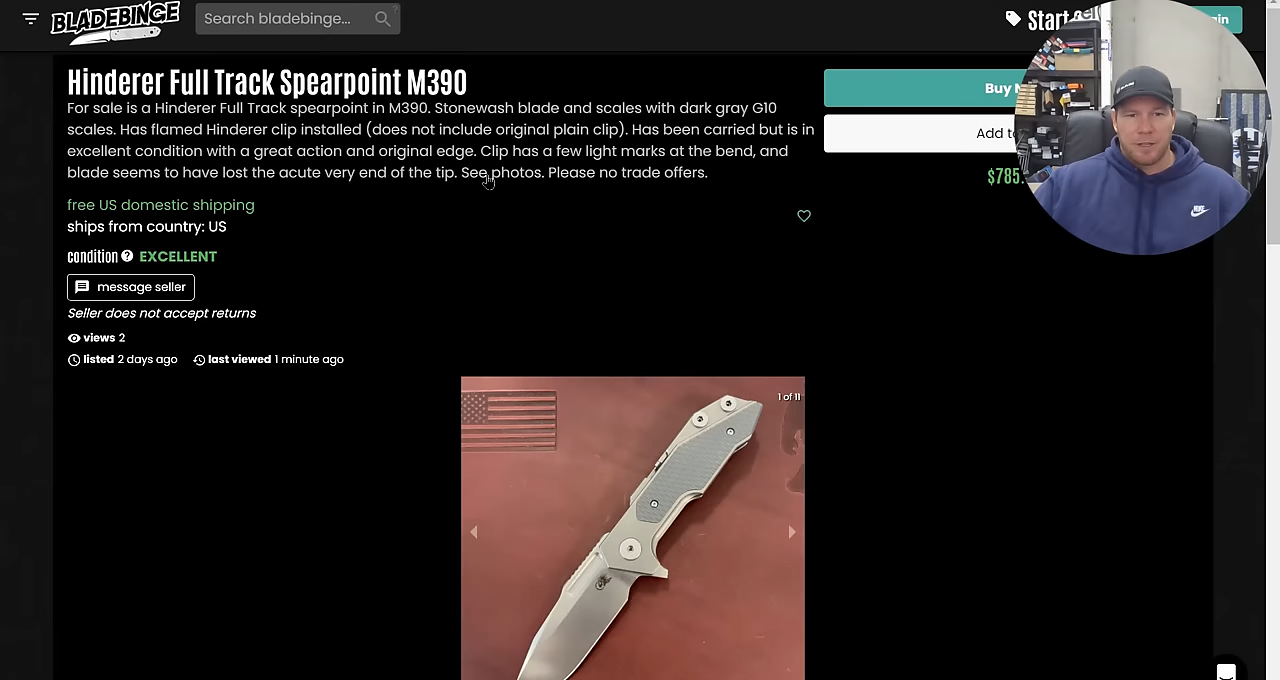 BLADEBINGE
Search bladebinge...
Start
Hinderer Full Track Spearpoint M390
For sale is a Hinderer Full Track spearpoint in M390. Stonewash blade and scales with dark gray G10
scales. Has flamed Hinderer clip installed (does not include original plain clip). Has been carried but is in
excellent condition with a great action and original edge. Clip has a few light marks at the bend, and
blade seems to have lost the acute very end of the tip. See photos. Please no trade offers.
Buy
Add to
$785.
free US domestic shipping
ships from country: US
condition ? EXCELLENT
message seller
Seller does not accept returns
views 2
listed 2 days ago last viewed 1 minute ago
1 of 11